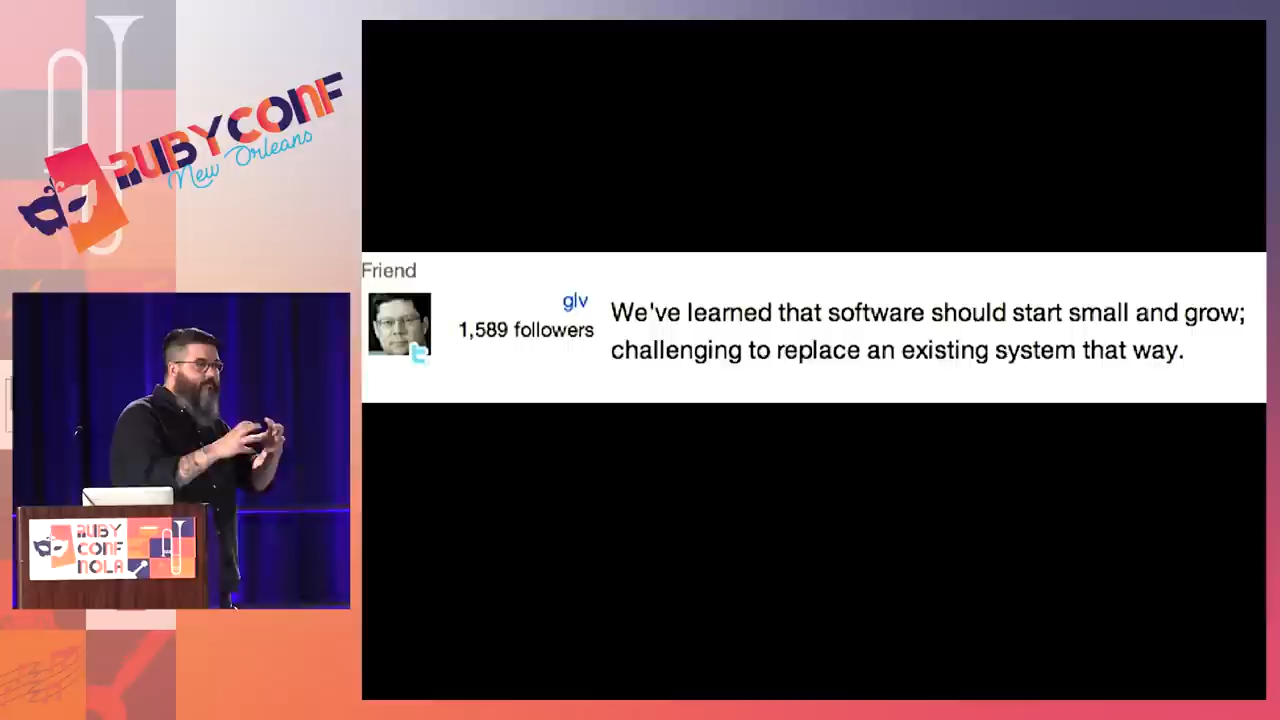 RUBYCONF
New Orleans
Friend
glv
1,589 followers
We've learned that software should start small and grow;
challenging to replace an existing system that way.
RUBY
CONF
NOLA